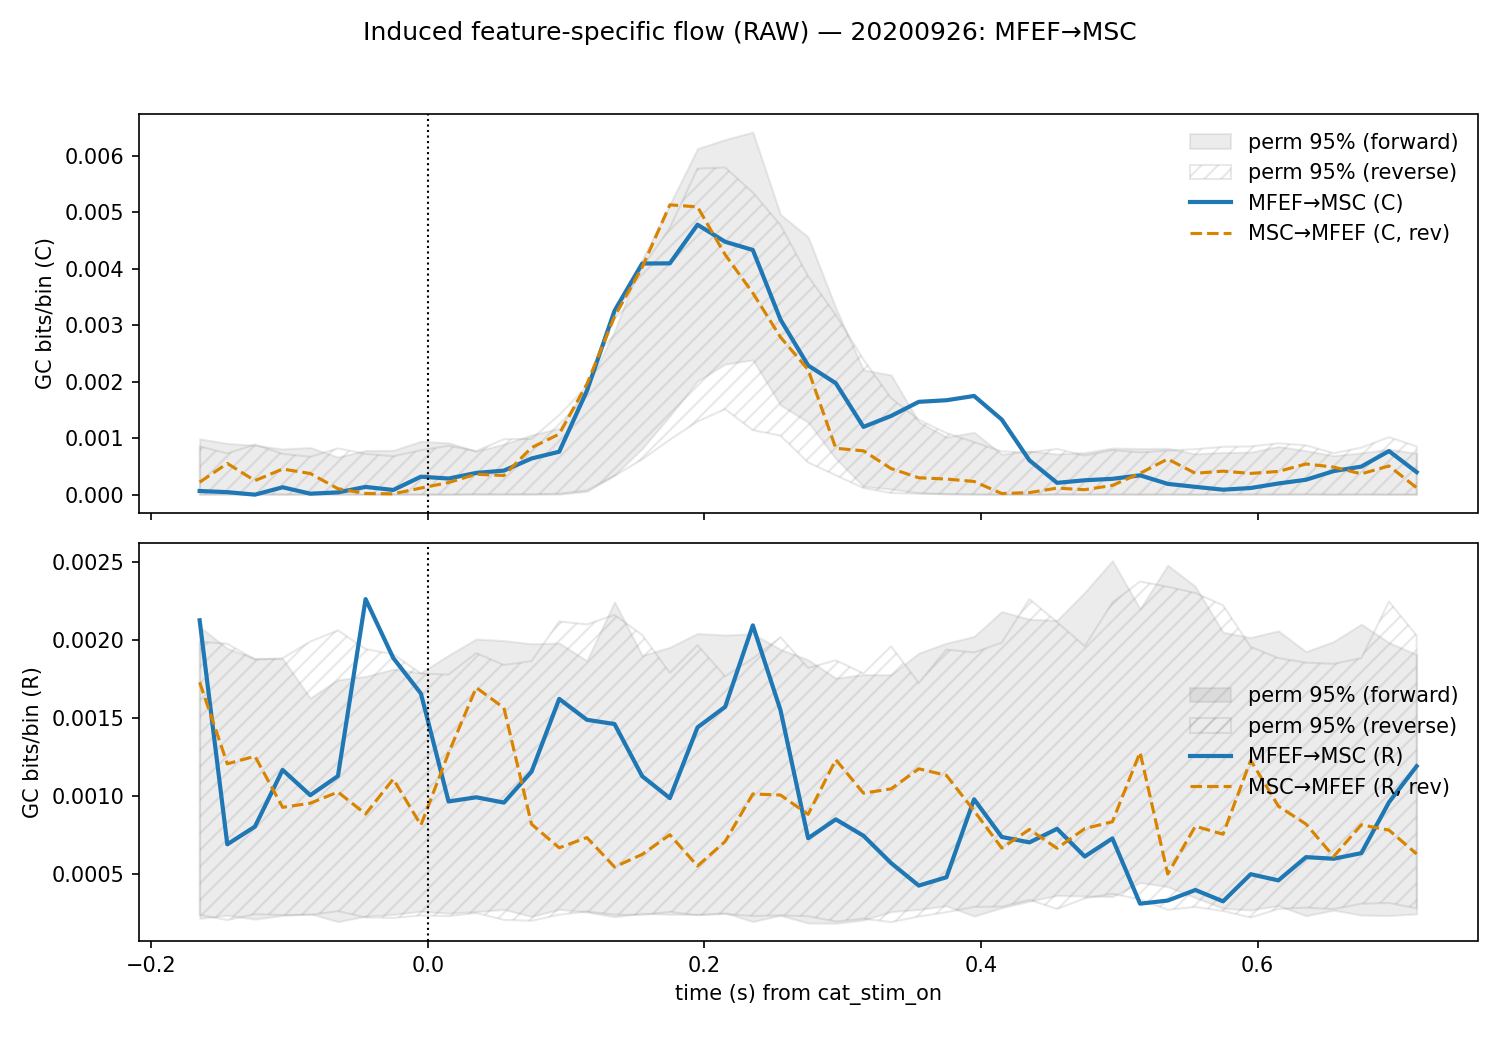 Induced feature-specific flow (RAW) — 20200926: MFEF→MSC
GC bits/bin (C)
0.006
0.005
0.004
0.003
0.002
0.001
0.000
perm 95% (forward)
perm 95% (reverse)
MFEF→MSC (C)
MSC→MFEF (C, rev)
GC bits/bin (R)
0.0025
0.0020
0.0015
0.0010
0.0005
perm 95% (forward)
perm 95% (reverse)
MFEF→MSC (R)
MSC→MFEF (R, rev)
−0.2 0.0 0.2 0.4 0.6
time (s) from cat_stim_on